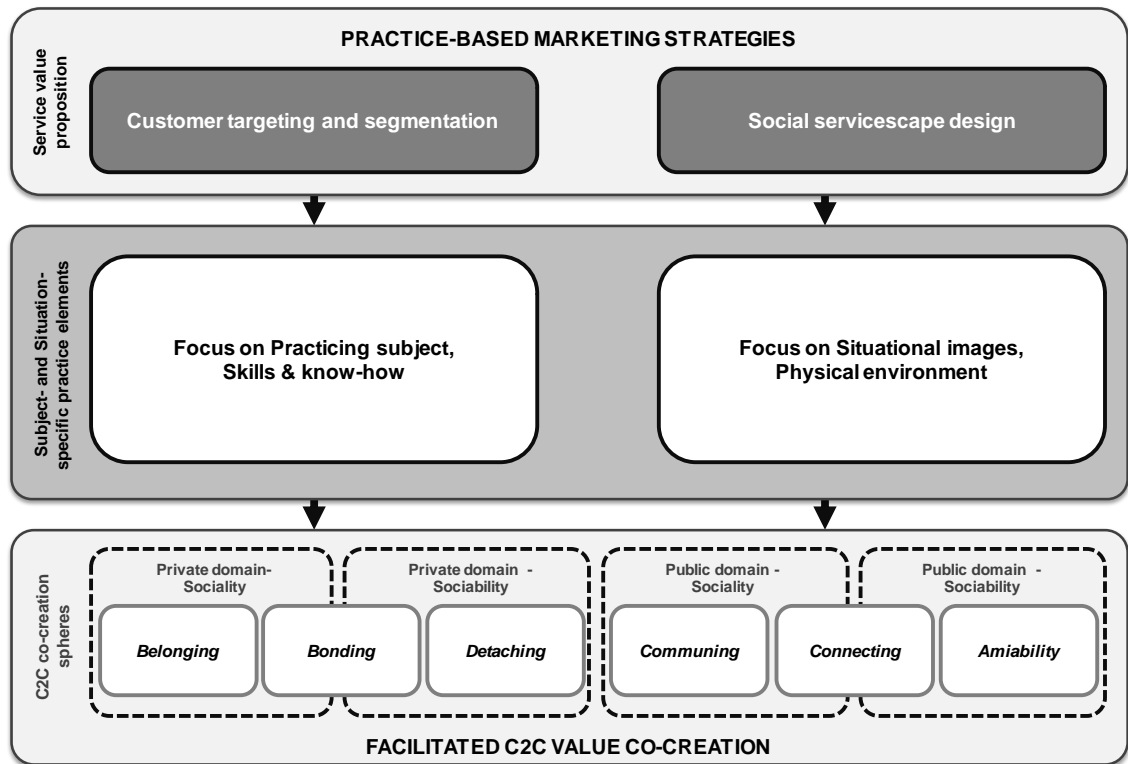 PRACTICE-BASED MARKETING STRATEGIES
Service value
proposition
Customer targeting and segmentation
Social servicescape design
Subject- and Situation-
specific practice elements
Focus on Practicing subject,
Skills & know-how
Focus on Situational images,
Physical environment
C2C co-creation
spheres
Private domain-
Sociality
Private domain -
Sociability
Public domain -
Sociality
Public domain -
Sociability
Belonging
Bonding
Detaching
Communing
Connecting
Amiability
FACILITATED C2C VALUE CO-CREATION